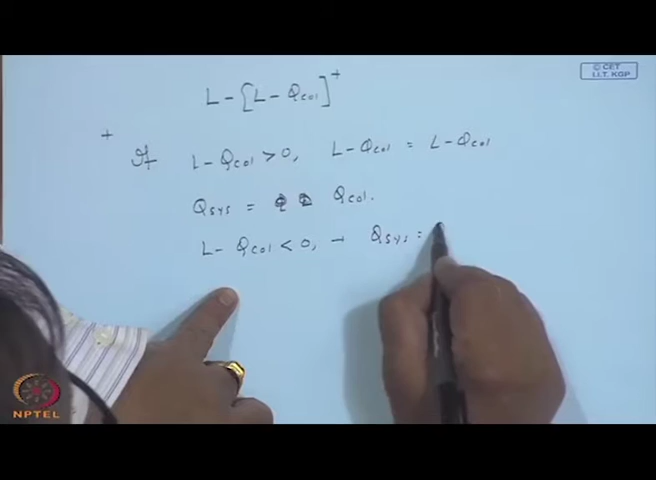 © CET
I.I.T. KGP
L - [L - Qcol]⁺
+
If L - Qcol > 0, L - Qcol = L - Qcol
Qsys = Qcol.
L - Qcol < 0, → Qsys =
NPTEL